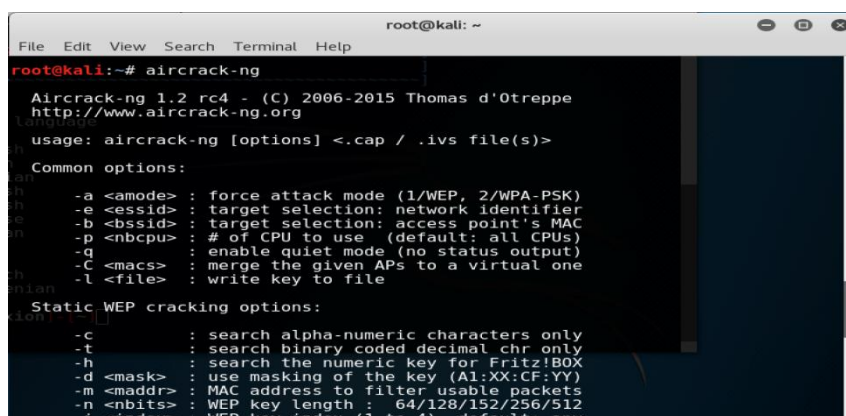 root@kali: ~
File Edit View Search Terminal Help
root@kali:~# aircrack-ng
Aircrack-ng 1.2 rc4 - (C) 2006-2015 Thomas d'Otreppe
http://www.aircrack-ng.org
usage: aircrack-ng [options] <.cap / .ivs file(s)>
Common options:
-a <amode> : force attack mode (1/WEP, 2/WPA-PSK)
-e <essid> : target selection: network identifier
-b <bssid> : target selection: access point's MAC
-p <nbcpu> : # of CPU to use (default: all CPUs)
-q : enable quiet mode (no status output)
-C <macs> : merge the given APs to a virtual one
-l <file> : write key to file
Static WEP cracking options:
-c : search alpha-numeric characters only
-t : search binary coded decimal chr only
-h : search the numeric key for Fritz!BOX
-d <mask> : use masking of the key (A1:XX:CF:YY)
-m <maddr> : MAC address to filter usable packets
-n <nbits> : WEP key length : 64/128/152/256/512